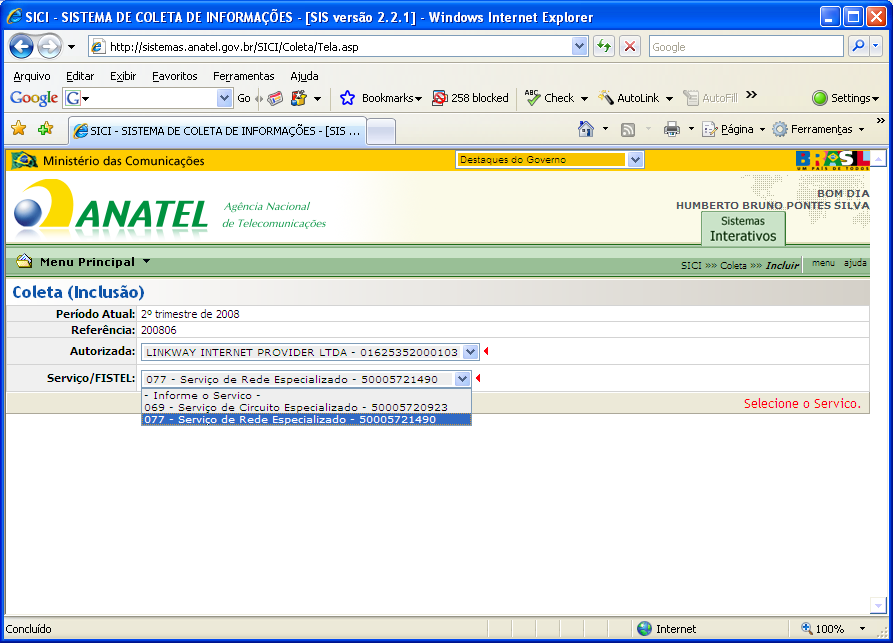 SICI - SISTEMA DE COLETA DE INFORMAÇÕES - [SIS versão 2.2.1] - Windows Internet Explorer
http://sistemas.anatel.gov.br/SICI/Coleta/Tela.asp
Google
Arquivo Editar Exibir Favoritos Ferramentas Ajuda
Google G Go Bookmarks 258 blocked ABC Check AutoLink AutoFill Settings
SICI - SISTEMA DE COLETA DE INFORMAÇÕES - [SIS ... Página Ferramentas
Ministério das Comunicações Destaques do Governo BRASIL
UM PAÍS DE TODOS
BOM DIA
HUMBERTO BRUNO PONTES SILVA
ANATEL Agência Nacional
de Telecomunicações
Sistemas
Interativos
Menu Principal SICI »» Coleta »» Incluir menu ajuda
Coleta (Inclusão)
Período Atual: 2º trimestre de 2008
Referência: 200806
Autorizada: LINKWAY INTERNET PROVIDER LTDA - 01625352000103
Serviço/FISTEL: 077 - Serviço de Rede Especializado - 50005721490
- Informe o Servico -
069 - Serviço de Circuito Especializado - 50005720923
077 - Serviço de Rede Especializado - 50005721490
Selecione o Servico.
Concluído Internet 100%